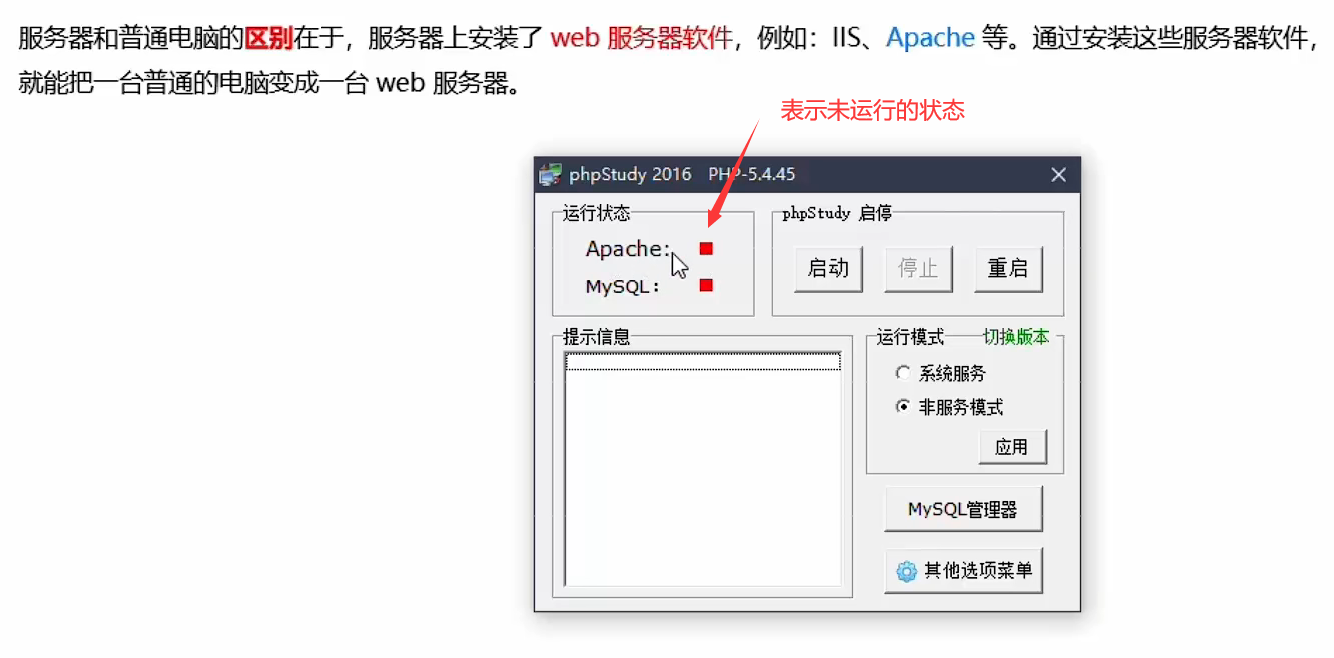 服务器和普通电脑的区别在于，服务器上安装了 web 服务器软件，例如：IIS、Apache 等。通过安装这些服务器软件，
就能把一台普通的电脑变成一台 web 服务器。
表示未运行的状态
phpStudy 2016 PHP-5.4.45
运行状态
phpStudy 启停
Apache:
启动 停止 重启
MySQL:
提示信息
运行模式 切换版本
系统服务
非服务模式
应用
MySQL管理器
其他选项菜单